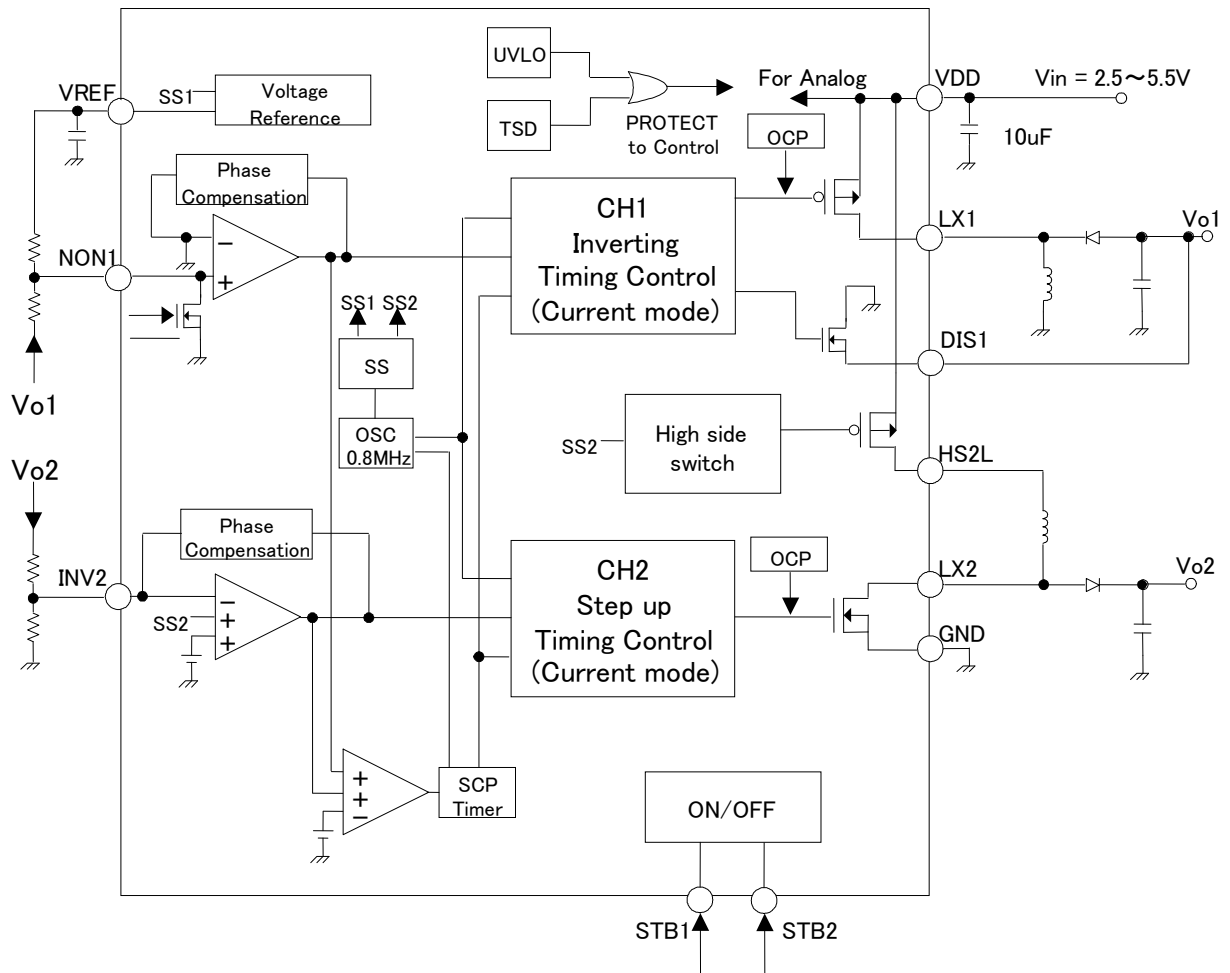 UVLO
TSD
PROTECT
to Control
For Analog
VDD
Vin = 2.5～5.5V
10uF
VREF
SS1
Voltage
Reference
OCP
Phase
Compensation
CH1
Inverting
Timing Control
(Current mode)
LX1
Vo1
NON1
−
+
SS1 SS2
SS
OSC
0.8MHz
DIS1
Vo1
SS2
High side
switch
HS2L
Vo2
Phase
Compensation
OCP
INV2
−
+
+
SS2
CH2
Step up
Timing Control
(Current mode)
LX2
Vo2
GND
+
+
−
SCP
Timer
ON/OFF
STB1
STB2